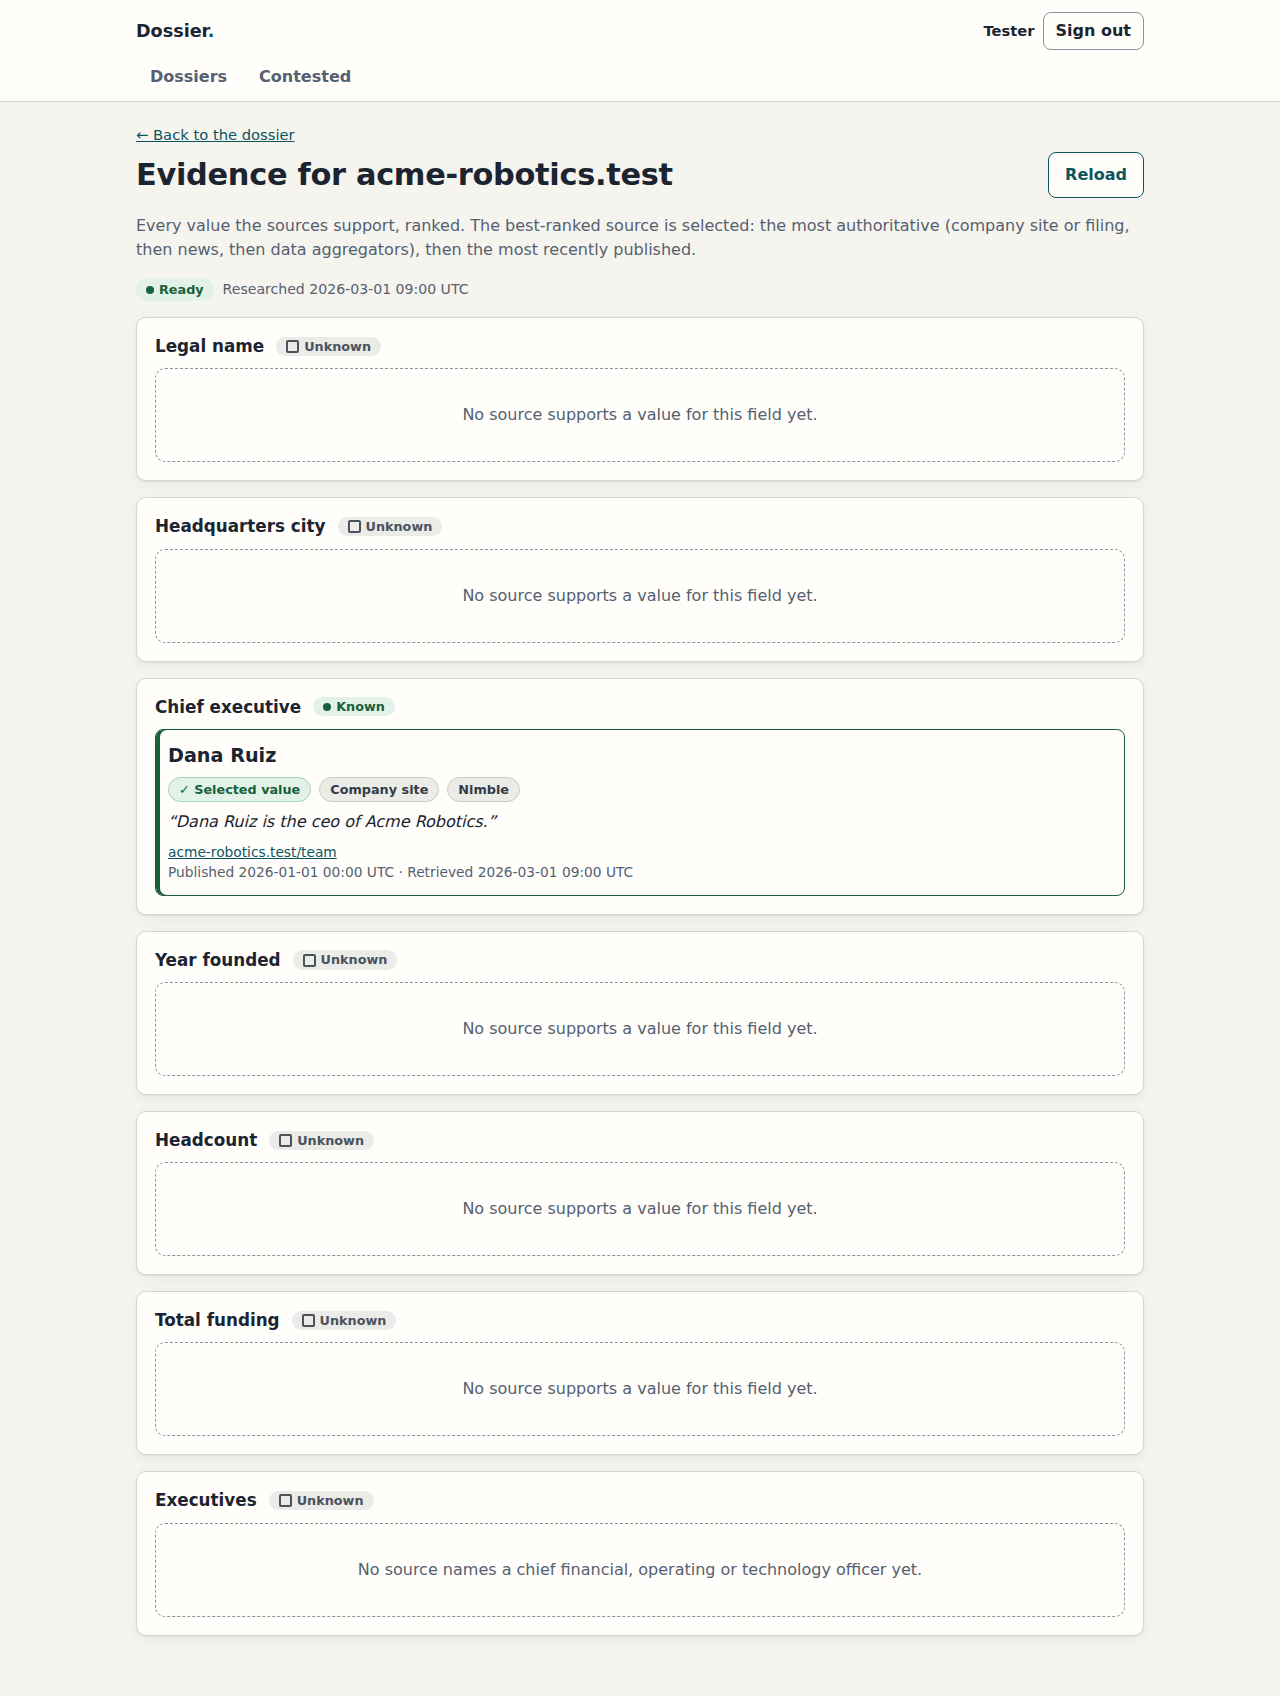 Dossier.
Tester
Sign out
Dossiers
Contested
← Back to the dossier
Evidence for acme-robotics.test
Reload
Every value the sources support, ranked. The best-ranked source is selected: the most authoritative (company site or filing,
then news, then data aggregators), then the most recently published.
Ready
Researched 2026-03-01 09:00 UTC
Legal name
Unknown
No source supports a value for this field yet.
Headquarters city
Unknown
No source supports a value for this field yet.
Chief executive
Known
Dana Ruiz
✓ Selected value
Company site
Nimble
“Dana Ruiz is the ceo of Acme Robotics.”
acme-robotics.test/team
Published 2026-01-01 00:00 UTC · Retrieved 2026-03-01 09:00 UTC
Year founded
Unknown
No source supports a value for this field yet.
Headcount
Unknown
No source supports a value for this field yet.
Total funding
Unknown
No source supports a value for this field yet.
Executives
Unknown
No source names a chief financial, operating or technology officer yet.